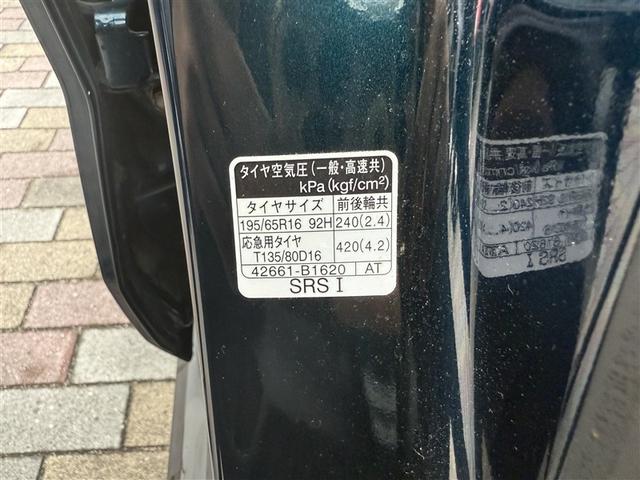 タイヤ空気圧(一般・高速共)
kPa(kgf/cm²)
タイヤサイズ 前後輪共
195/65R16 92H 240(2.4)
応急用タイヤ
T135/80D16 420(4.2)
42661-B1620 AT
SRS I